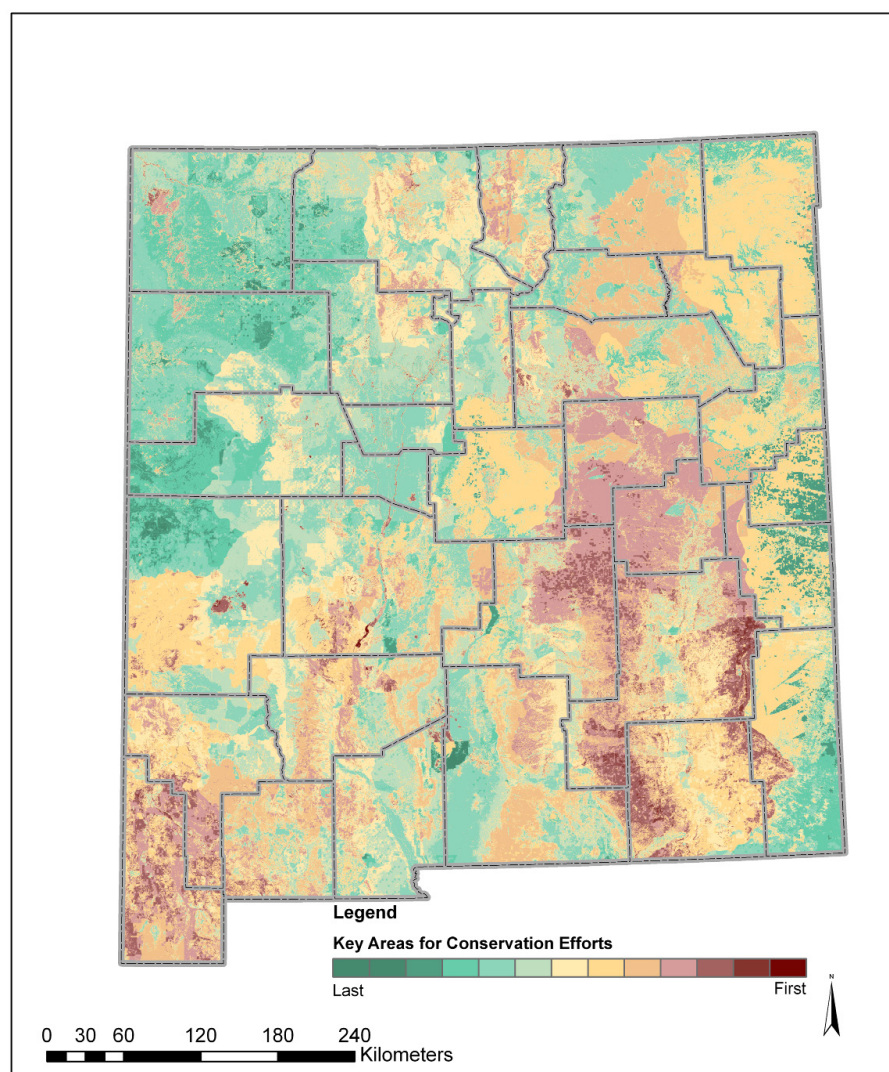 Legend
Key Areas for Conservation Efforts
Last First
N
0 30 60 120 180 240
Kilometers